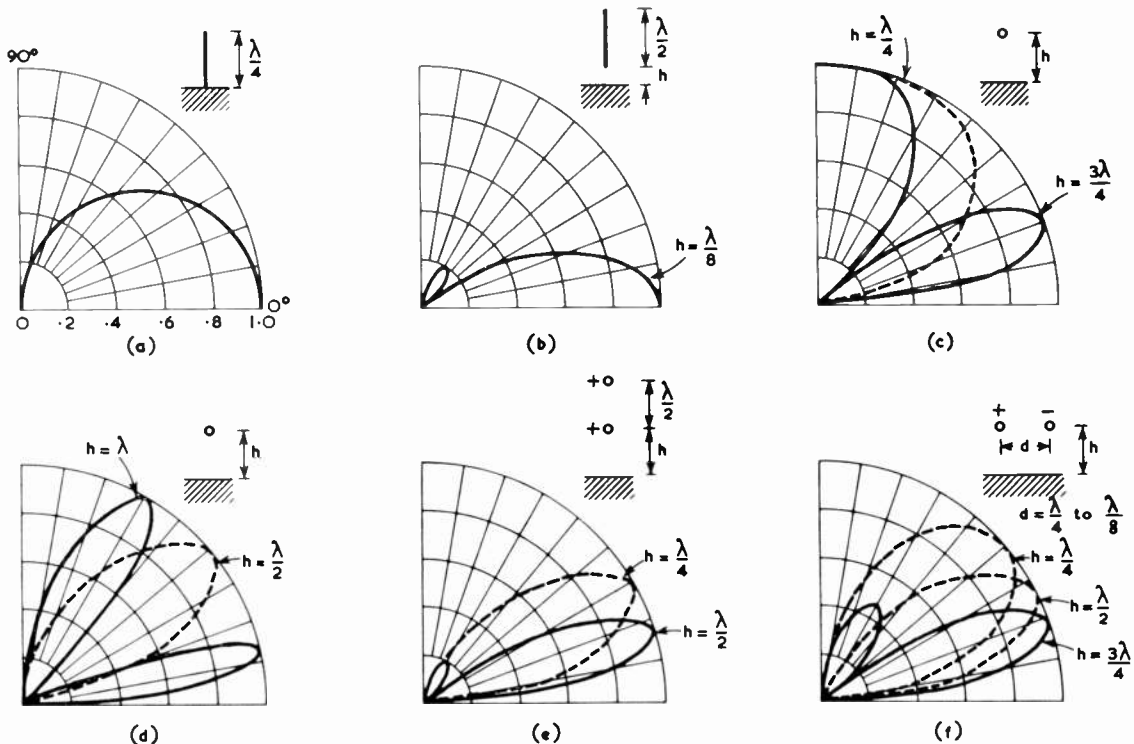 90°
λ/4
0°
0 .2 .4 .6 .8 1.0
(a)
λ/2
h
h = λ/8
(b)
h = λ/4
h
h = 3λ/4
(c)
h = λ
h
h = λ/2
(d)
+
λ/2
+
h
h = λ/4
h = λ/2
(e)
+ −
d
h
d = λ/4 to λ/8
h = λ/4
h = λ/2
h = 3λ/4
(f)